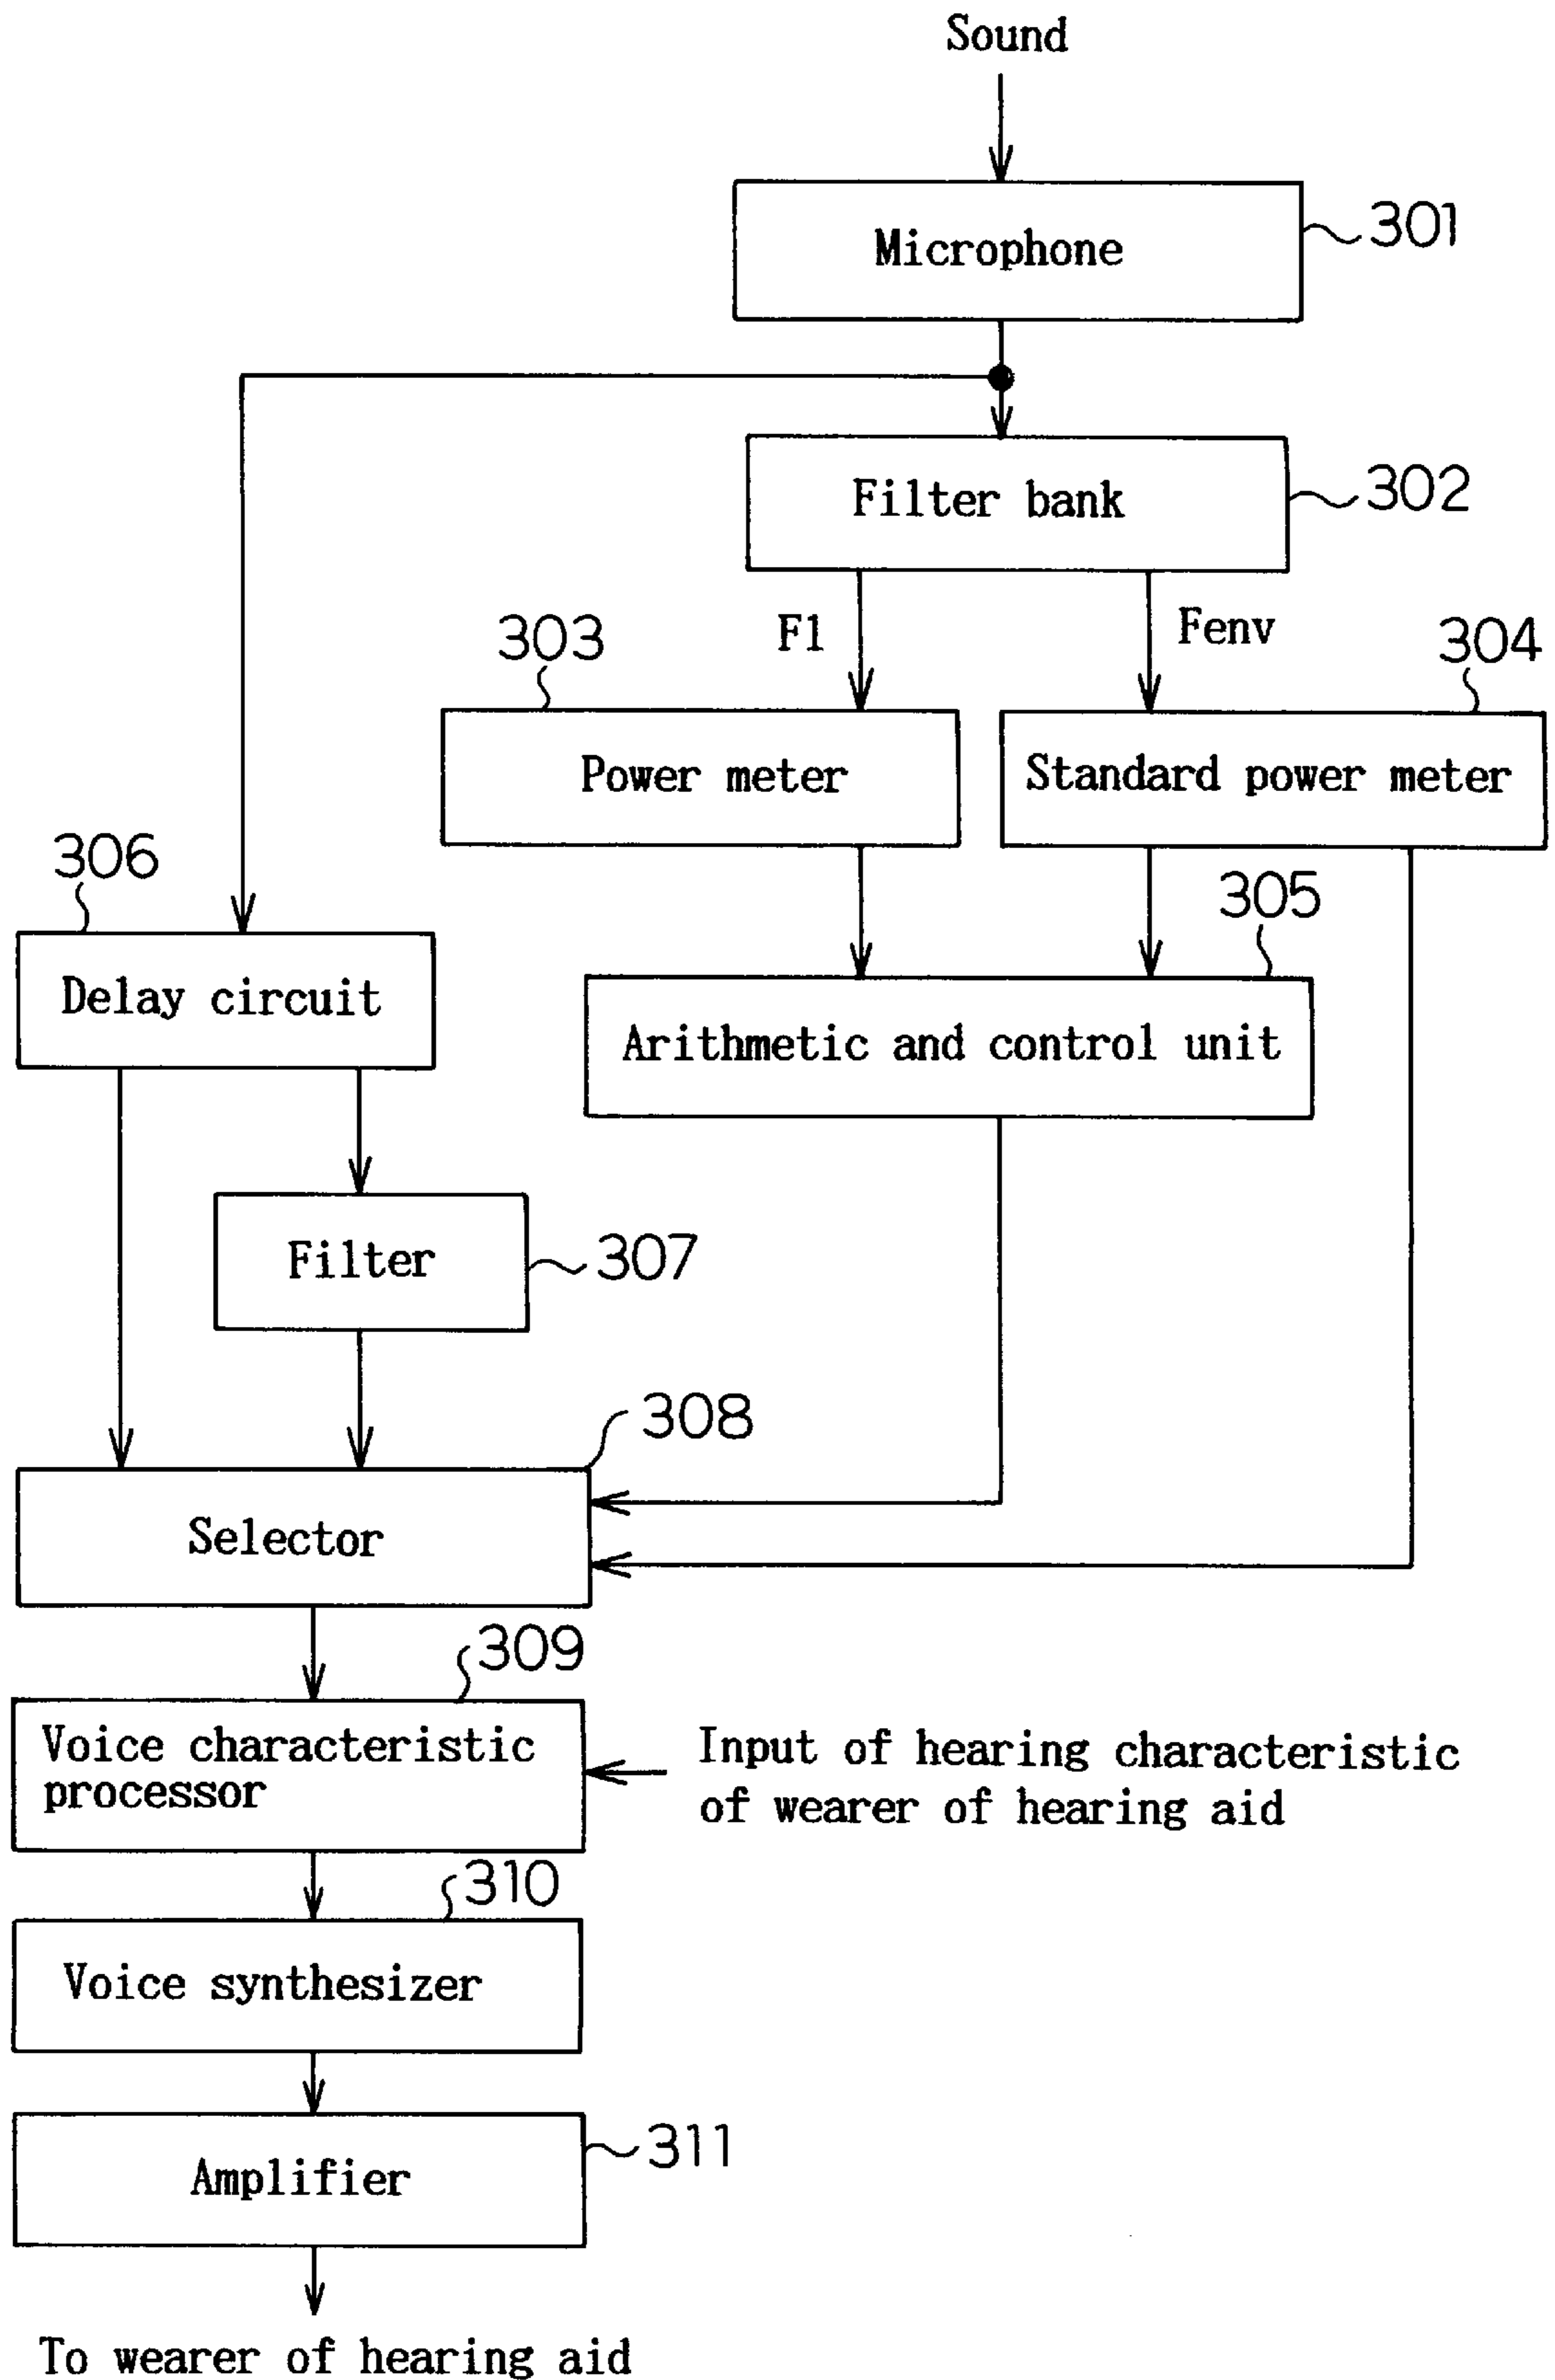 Sound
Microphone
301
Filter bank
302
303
F1
Fenv
304
Power meter
Standard power meter
306
305
Delay circuit
Arithmetic and control unit
Filter
307
308
Selector
309
Voice characteristic
processor
Input of hearing characteristic
of wearer of hearing aid
310
Voice synthesizer
311
Amplifier
To wearer of hearing aid